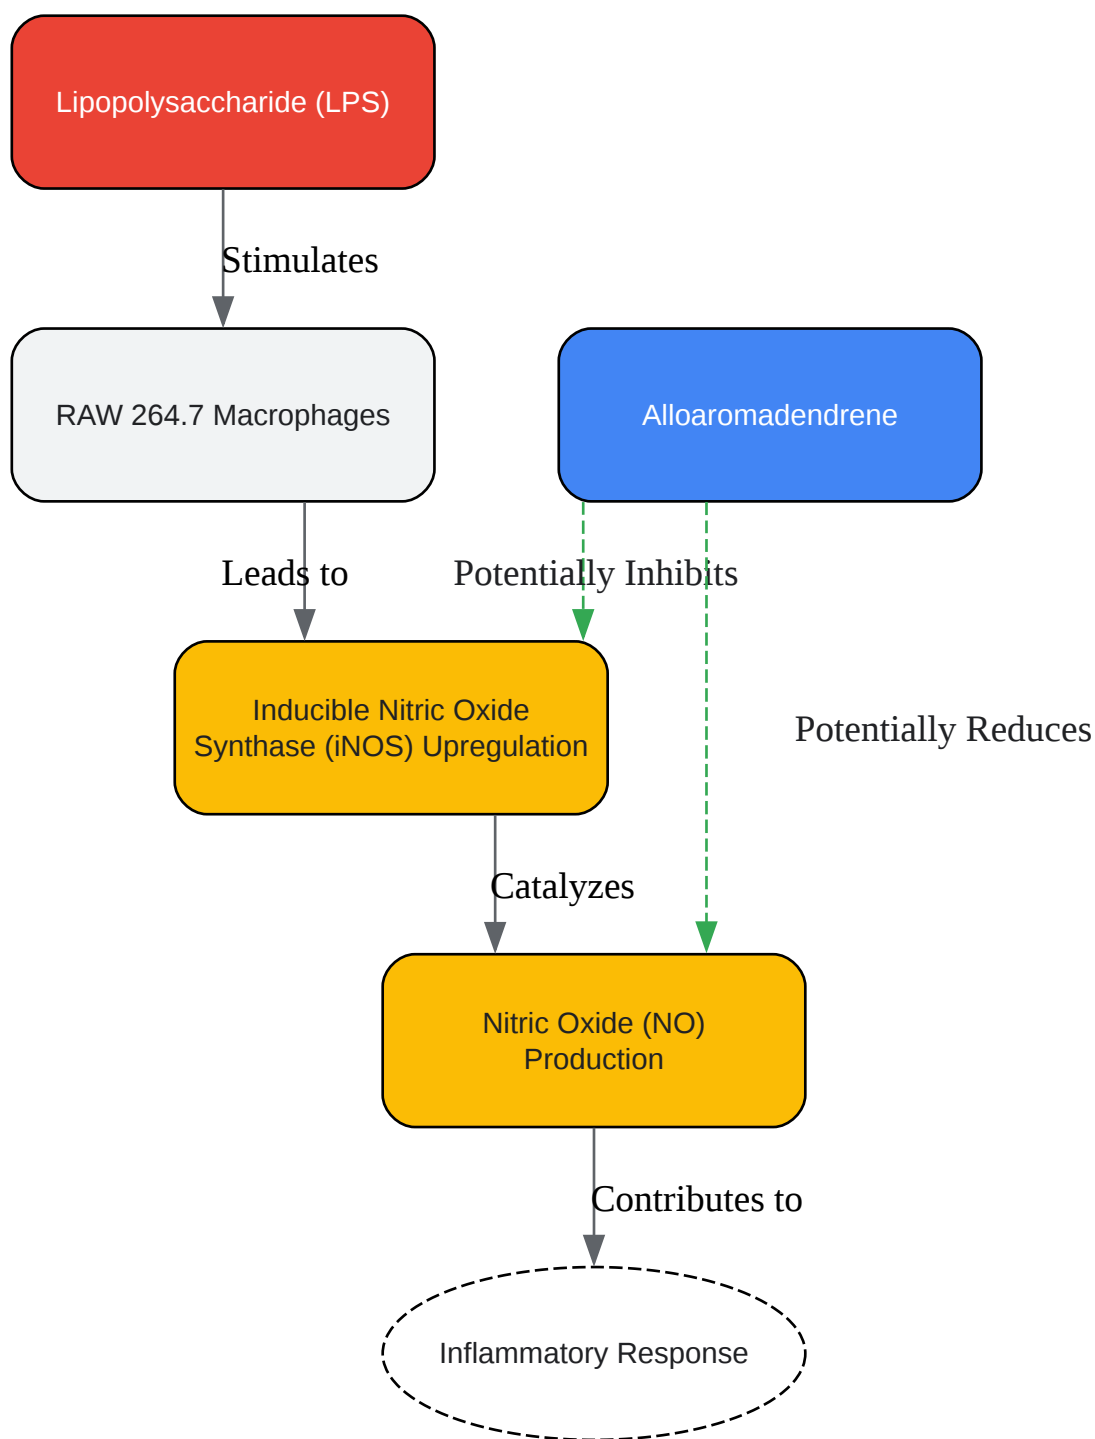 Lipopolysaccharide (LPS)
Stimulates
RAW 264.7 Macrophages
Alloaromadendrene
Leads to
Potentially Inhibits
Inducible Nitric Oxide
Synthase (iNOS) Upregulation
Potentially Reduces
Catalyzes
Nitric Oxide (NO)
Production
Contributes to
Inflammatory Response